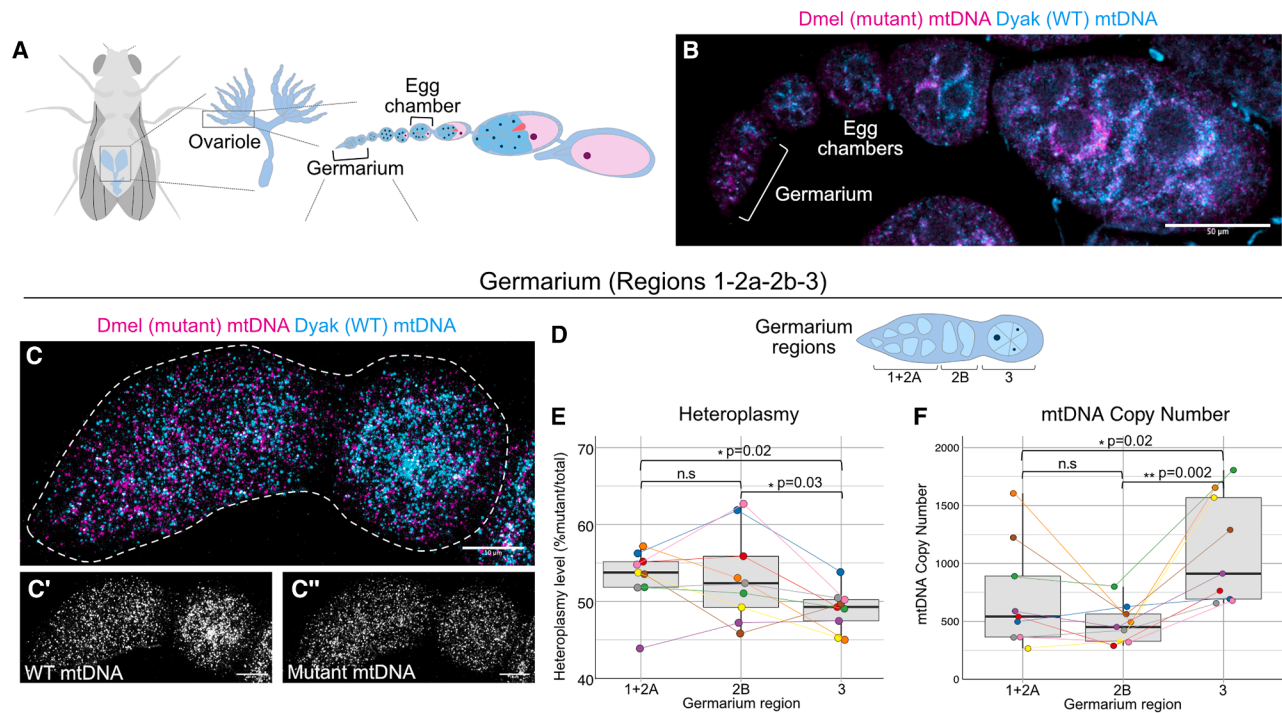 A
Ovariole
Egg
chamber
Germarium
Dmel (mutant) mtDNA Dyak (WT) mtDNA
B
Egg
chambers
Germarium
50 µm
Germarium (Regions 1-2a-2b-3)
Dmel (mutant) mtDNA Dyak (WT) mtDNA
C
10 µm
C'
WT mtDNA
C"
Mutant mtDNA
D
Germarium
regions
1+2A
2B
3
E
Heteroplasmy
Heteroplasmy level (%mutant/total)
70
60
50
40
* p=0.02
n.s
* p=0.03
1+2A
2B
3
Germarium region
F
mtDNA Copy Number
mtDNA Copy Number
2000
1500
1000
500
0
* p=0.02
n.s
** p=0.002
1+2A
2B
3
Germarium region